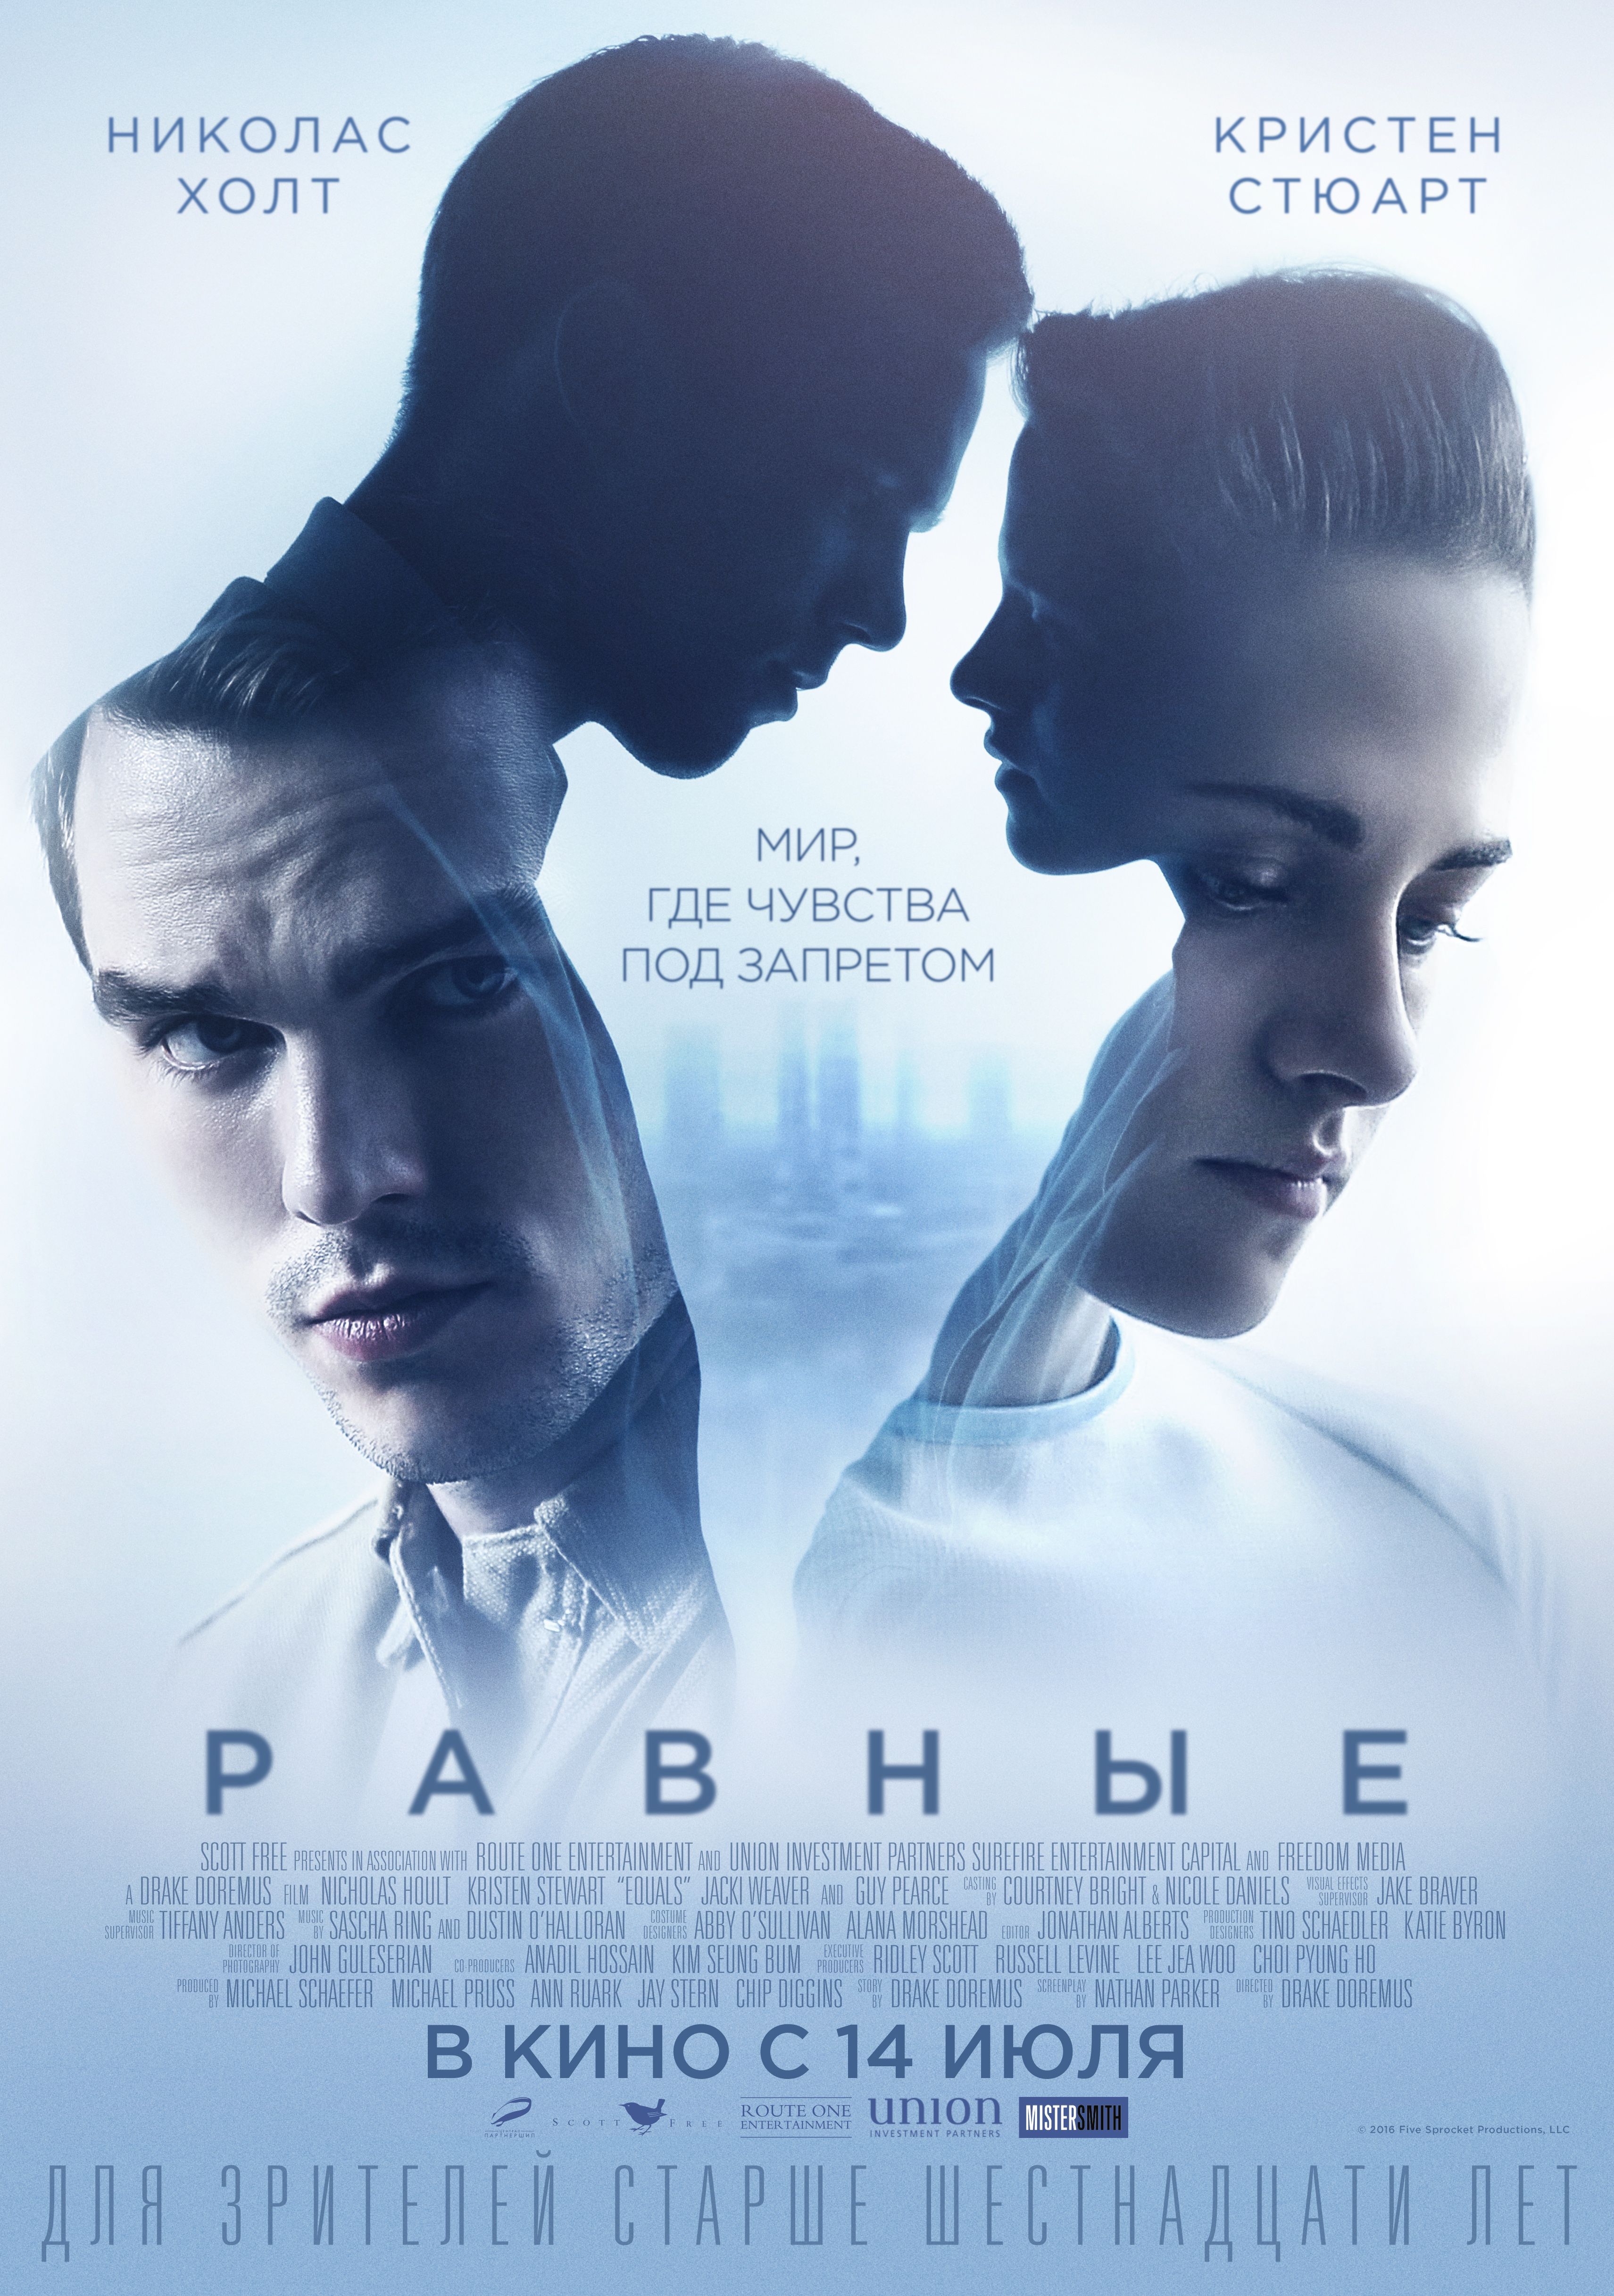 НИКОЛАС
ХОЛТ
КРИСТЕН
СТЮАРТ
МИР,
ГДЕ ЧУВСТВА
ПОД ЗАПРЕТОМ
РАВНЫЕ
SCOTT FREE PRESENTS IN ASSOCIATION WITH ROUTE ONE ENTERTAINMENT AND UNION INVESTMENT PARTNERS SUREFIRE ENTERTAINMENT CAPITAL AND FREEDOM MEDIA
A DRAKE DOREMUS FILM NICHOLAS HOULT KRISTEN STEWART "EQUALS" JACKI WEAVER AND GUY PEARCE CASTING BY COURTNEY BRIGHT & NICOLE DANIELS VISUAL EFFECTS SUPERVISOR JAKE BRAVER
MUSIC SUPERVISOR TIFFANY ANDERS MUSIC BY SASCHA RING AND DUSTIN O'HALLORAN COSTUME DESIGNERS ABBY O'SULLIVAN ALANA MORSHEAD EDITOR JONATHAN ALBERTS PRODUCTION DESIGNERS TINO SCHAEDLER KATIE BYRON
DIRECTOR OF PHOTOGRAPHY JOHN GULESERIAN CO-PRODUCERS ANADIL HOSSAIN KIM SEUNG BUM EXECUTIVE PRODUCERS RIDLEY SCOTT RUSSELL LEVINE LEE JEA WOO CHOI PYUNG HO
PRODUCED BY MICHAEL SCHAEFER MICHAEL PRUSS ANN RUARK JAY STERN CHIP DIGGINS STORY BY DRAKE DOREMUS SCREENPLAY BY NATHAN PARKER DIRECTED BY DRAKE DOREMUS
В КИНО С 14 ИЮЛЯ
ПАРТНЕРШИП
SCOTT FREE
ROUTE ONE
ENTERTAINMENT
union
INVESTMENT PARTNERS
MISTERSMITH
© 2016 Five Sprocket Productions, LLC
ДЛЯ ЗРИТЕЛЕЙ СТАРШЕ ШЕСТНАДЦАТИ ЛЕТ